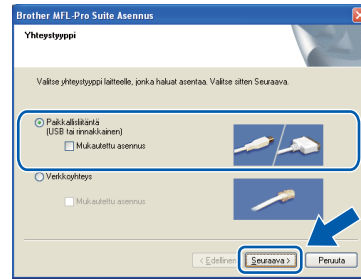 Brother MFL-Pro Suite Asennus
Yhteystyyppi
Valitse yhteystyyppi laitteelle, jonka haluat asentaa. Valitse sitten Seuraava.
Paikallisliitäntä
(USB tai rinnakkainen)
Mukautettu asennus
Verkkoyhteys
Mukautettu asennus
< Edellinen
Seuraava >
Peruuta